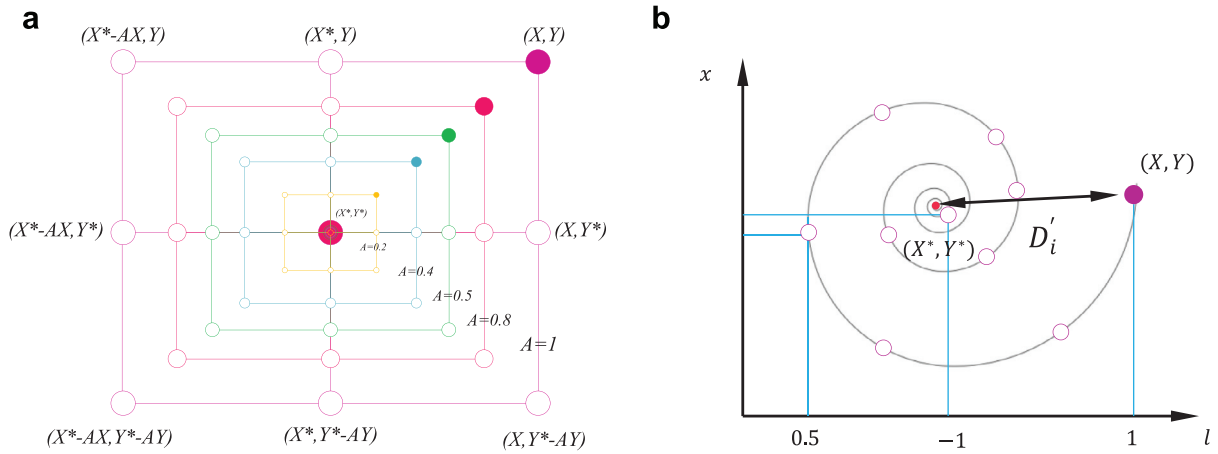 a
(X*-AX,Y)
(X*,Y)
(X,Y)
(X*-AX,Y*)
(X*,Y*)
(X,Y*)
A=0.2
A=0.4
A=0.5
A=0.8
A=1
(X*-AX,Y*-AY)
(X*,Y*-AY)
(X,Y*-AY)
b
x
(X,Y)
(X*,Y*)
D'i
0.5
−1
1
l